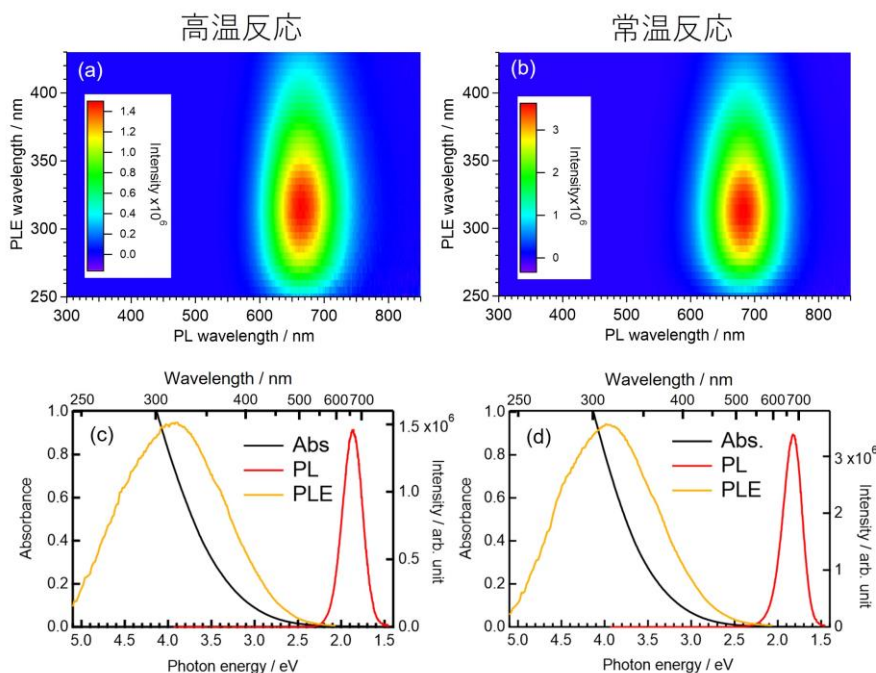 高温反応
常温反応
(a)
400
350
300
250
PLE wavelength / nm
1.4
1.2
1.0
0.8
0.6
0.4
0.2
0.0
Intensity x10⁶
300 400 500 600 700 800
PL wavelength / nm
(b)
400
350
300
250
PLE wavelength / nm
3
2
1
0
Intensityx10⁶
300 400 500 600 700 800
PL wavelength / nm
Wavelength / nm
250 300 400 500 600 700
(c)
Abs
PL
PLE
1.0
0.8
0.6
0.4
0.2
0.0
Absorbance
1.5 x10⁶
1.0
0.5
0.0
Intensity / arb. unit
5.0 4.5 4.0 3.5 3.0 2.5 2.0 1.5
Photon energy / eV
Wavelength / nm
250 300 400 500 600 700
(d)
Abs.
PL
PLE
1.0
0.8
0.6
0.4
0.2
0.0
Absorbance
3 x10⁶
2
1
0
Intensity / arb. unit
5.0 4.5 4.0 3.5 3.0 2.5 2.0 1.5
Photon energy / eV